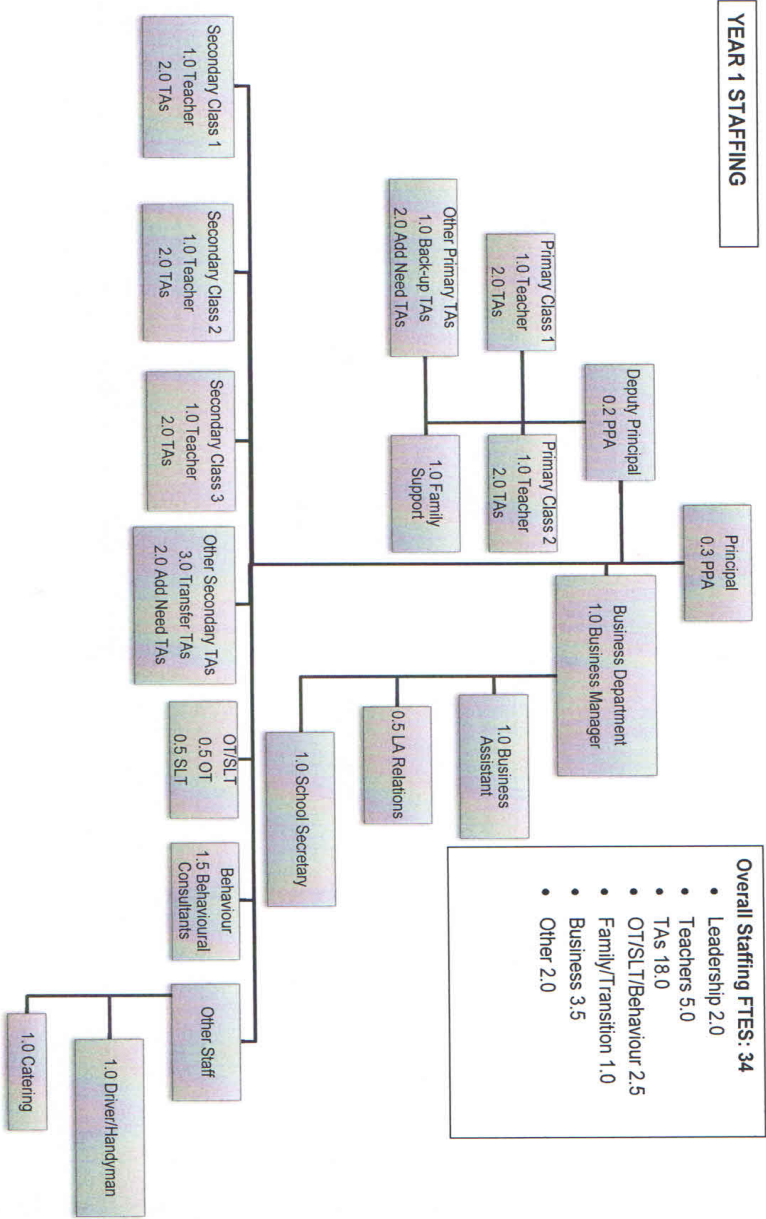 YEAR 1 STAFFING
Principal
0.3 PPA
Deputy Principal
0.2 PPA
Business Department
1.0 Business Manager
Overall Staffing FTES: 34
• Leadership 2.0
• Teachers 5.0
• TAs 18.0
• OT/SLT/Behaviour 2.5
• Family/Transition 1.0
• Business 3.5
• Other 2.0
Primary Class 1
1.0 Teacher
2.0 TAs
Primary Class 2
1.0 Teacher
2.0 TAs
Other Primary TAs
1.0 Back-up TAs
2.0 Add Need TAs
1.0 Family
Support
1.0 Business
Assistant
0.5 LA Relations
1.0 School Secretary
Secondary Class 1
1.0 Teacher
2.0 TAs
Secondary Class 2
1.0 Teacher
2.0 TAs
Secondary Class 3
1.0 Teacher
2.0 TAs
Other Secondary TAs
3.0 Transfer TAs
2.0 Add Need TAs
OT/SLT
0.5 OT
0.5 SLT
Behaviour
1.5 Behavioural
Consultants
Other Staff
1.0 Driver/Handyman
1.0 Catering